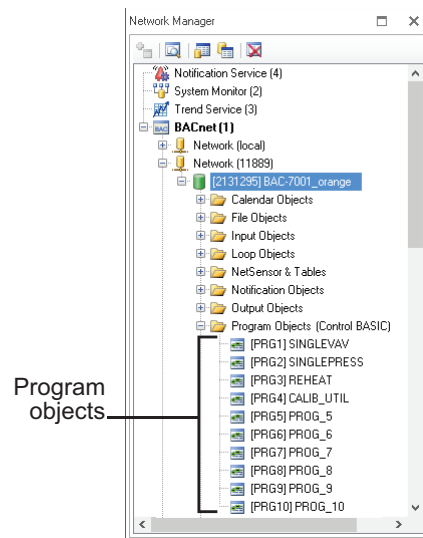 Network Manager
Notification Service (4)
System Monitor (2)
Trend Service (3)
BAC
BACnet (1)
Network (local)
Network (11889)
[2131295] BAC-7001_orange
Calendar Objects
File Objects
Input Objects
Loop Objects
NetSensor & Tables
Notification Objects
Output Objects
Program Objects (Control BASIC)
[PRG1] SINGLEVAV
[PRG2] SINGLEPRESS
[PRG3] REHEAT
[PRG4] CALIB_UTIL
[PRG5] PROG_5
[PRG6] PROG_6
[PRG7] PROG_7
[PRG8] PROG_8
[PRG9] PROG_9
[PRG10] PROG_10
Program
objects